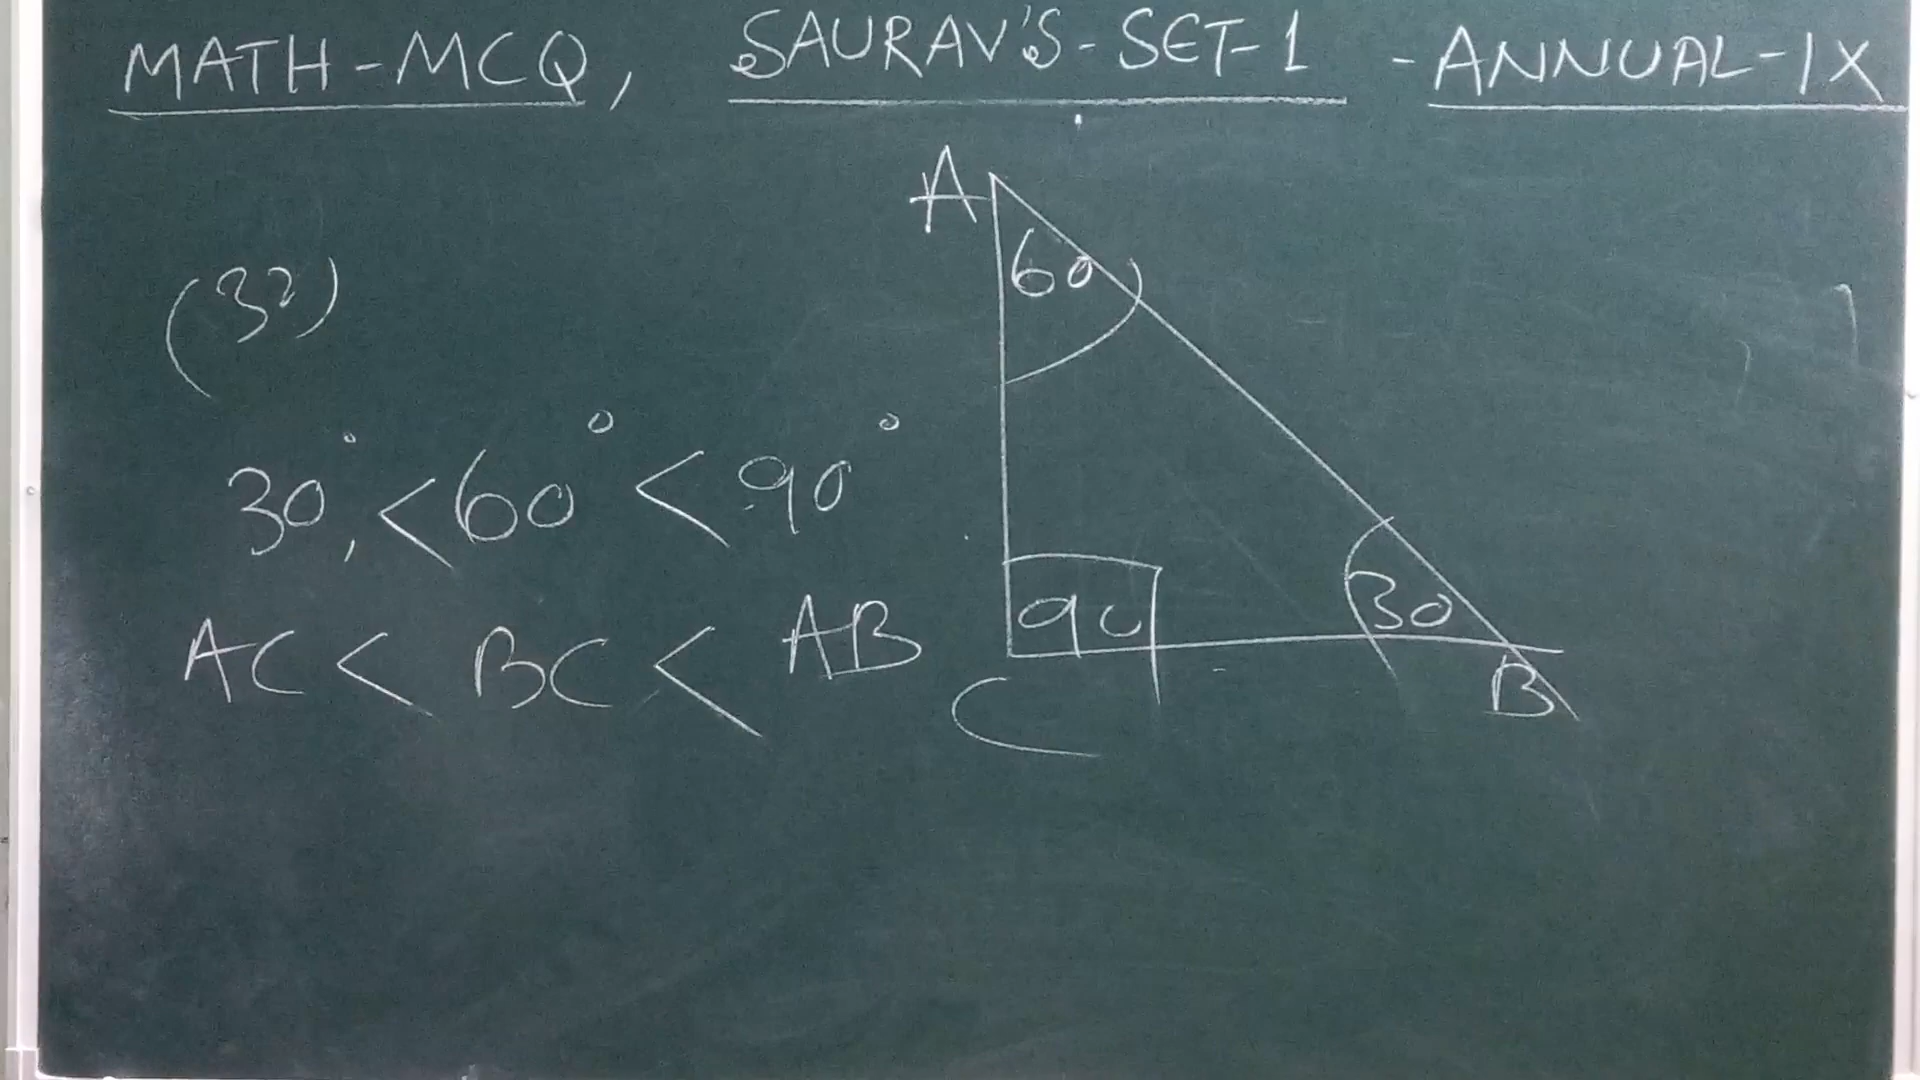 MATH-MCQ, SAURAV'S-SET-1 -ANNUAL-IX
A
60
(32)
30°, < 60° < 90°
90
30
AC < BC < AB
C
B